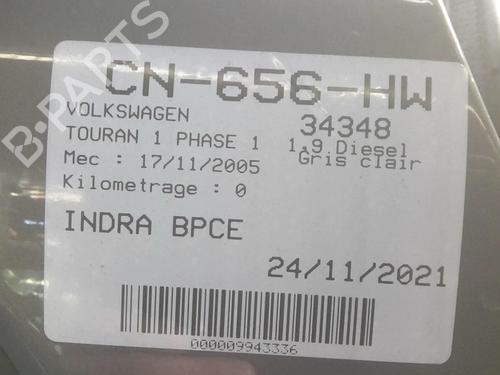 CN-656-HW
VOLKSWAGEN 34348
TOURAN 1 PHASE 1 1.9 Diesel
Mec : 17/11/2005 Gris clair
Kilometrage : 0
INDRA BPCE
24/11/2021
000009943336
B-PARTS